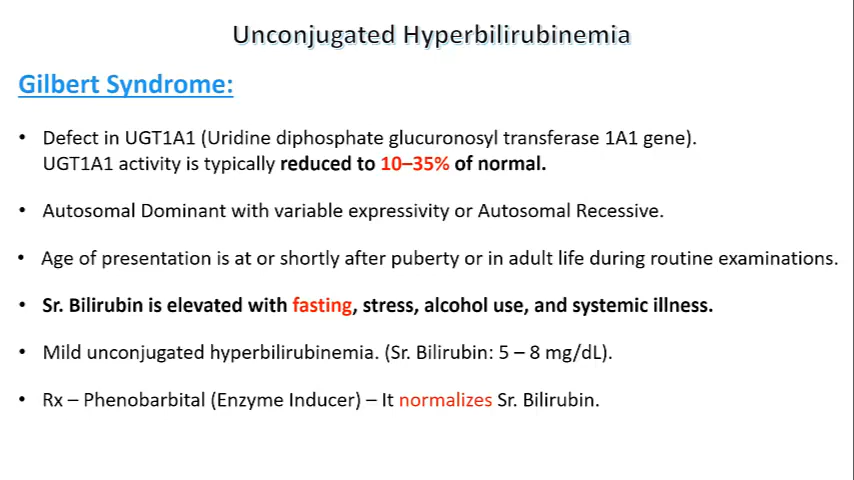 Unconjugated Hyperbilirubinemia
Gilbert Syndrome:
• Defect in UGT1A1 (Uridine diphosphate glucuronosyl transferase 1A1 gene).
UGT1A1 activity is typically reduced to 10–35% of normal.
• Autosomal Dominant with variable expressivity or Autosomal Recessive.
• Age of presentation is at or shortly after puberty or in adult life during routine examinations.
• Sr. Bilirubin is elevated with fasting, stress, alcohol use, and systemic illness.
• Mild unconjugated hyperbilirubinemia. (Sr. Bilirubin: 5 – 8 mg/dL).
• Rx – Phenobarbital (Enzyme Inducer) – It normalizes Sr. Bilirubin.